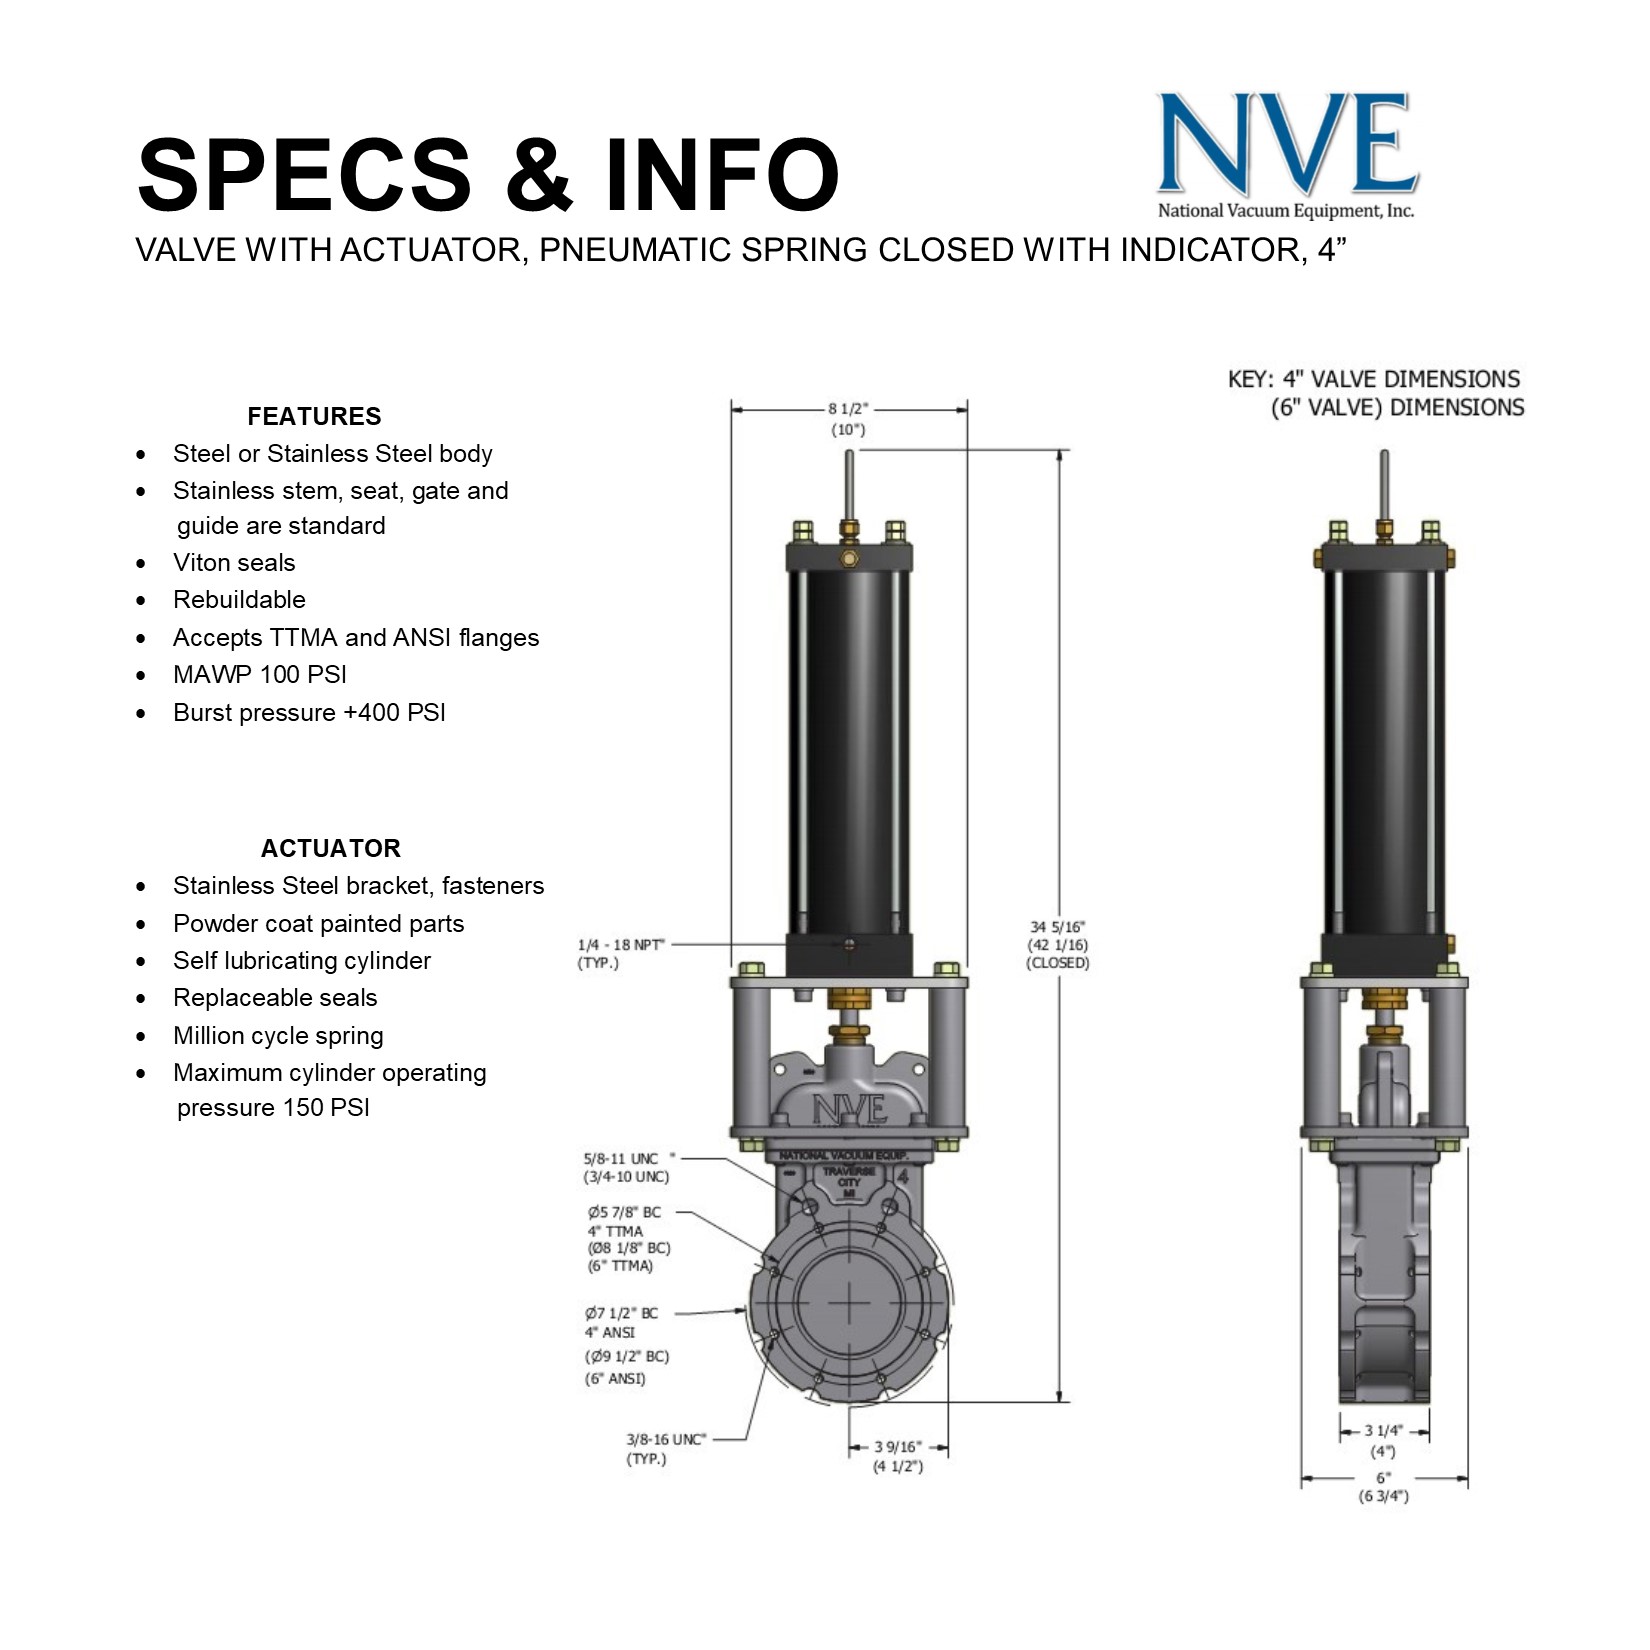 SPECS & INFO
NVE
National Vacuum Equipment, Inc.
VALVE WITH ACTUATOR, PNEUMATIC SPRING CLOSED WITH INDICATOR, 4”
KEY: 4" VALVE DIMENSIONS
(6" VALVE) DIMENSIONS
FEATURES
• Steel or Stainless Steel body
• Stainless stem, seat, gate and
guide are standard
• Viton seals
• Rebuildable
• Accepts TTMA and ANSI flanges
• MAWP 100 PSI
• Burst pressure +400 PSI
ACTUATOR
• Stainless Steel bracket, fasteners
• Powder coat painted parts
• Self lubricating cylinder
• Replaceable seals
• Million cycle spring
• Maximum cylinder operating
pressure 150 PSI
8 1/2"
(10")
34 5/16"
(42 1/16)
(CLOSED)
1/4 - 18 NPT"
(TYP.)
NVE
NATIONAL VACUUM EQUIP.
TRAVERSE
CITY
MI
4
5/8-11 UNC "
(3/4-10 UNC)
Ø5 7/8" BC
4" TTMA
(Ø8 1/8" BC)
(6" TTMA)
Ø7 1/2" BC
4" ANSI
(Ø9 1/2" BC)
(6" ANSI)
3/8-16 UNC"
(TYP.)
3 9/16"
(4 1/2")
3 1/4"
(4")
6"
(6 3/4")